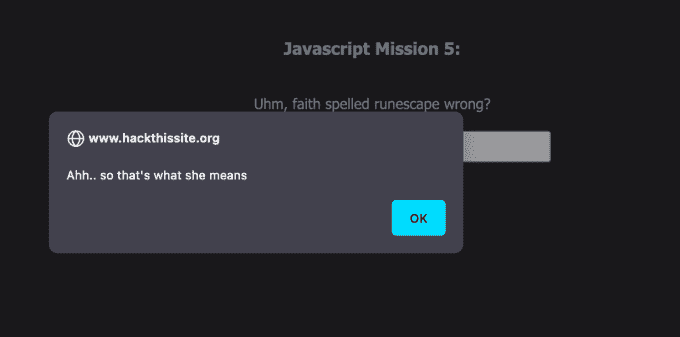 Javascript Mission 5:
Uhm, faith spelled runescape wrong?
www.hackthissite.org
Ahh.. so that's what she means
OK